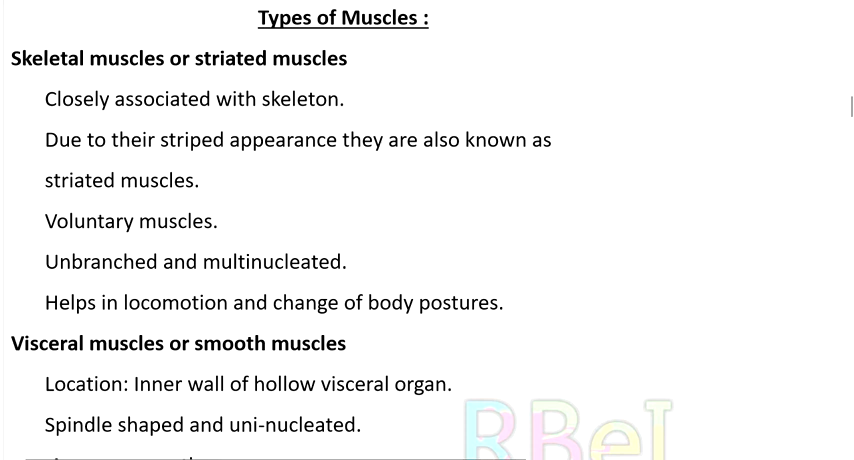 Types of Muscles :
Skeletal muscles or striated muscles
Closely associated with skeleton.
Due to their striped appearance they are also known as
striated muscles.
Voluntary muscles.
Unbranched and multinucleated.
Helps in locomotion and change of body postures.
Visceral muscles or smooth muscles
Location: Inner wall of hollow visceral organ.
Spindle shaped and uni-nucleated.
RBeI